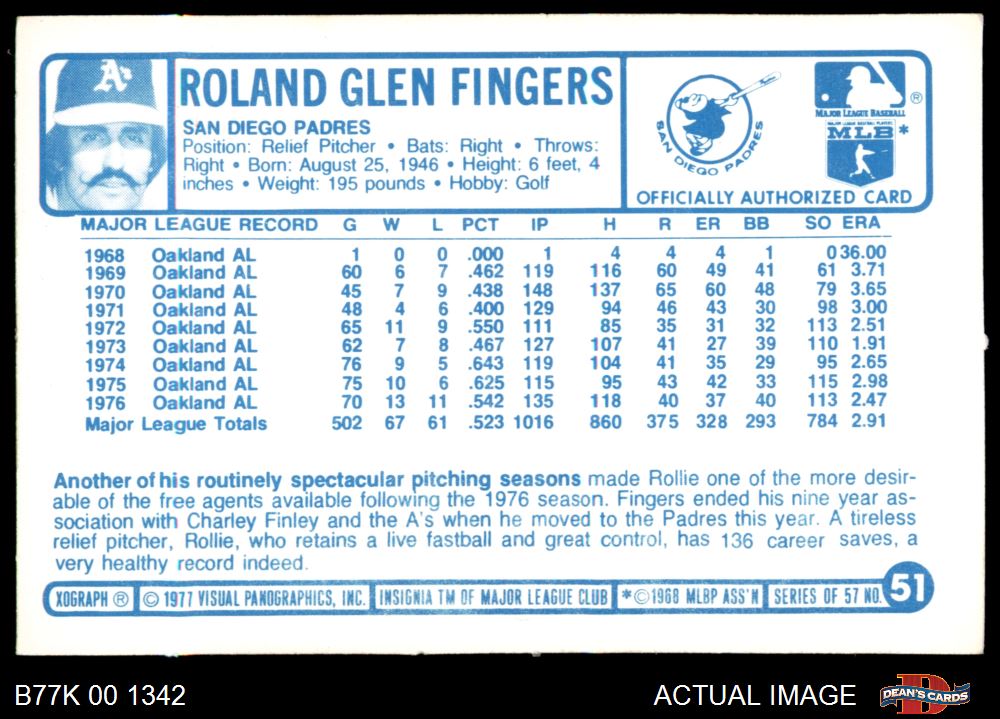 A's
ROLAND GLEN FINGERS
SAN DIEGO PADRES
Position: Relief Pitcher • Bats: Right • Throws:
Right • Born: August 25, 1946 • Height: 6 feet, 4
inches • Weight: 195 pounds • Hobby: Golf
SAN DIEGO PADRES
®
MAJOR LEAGUE BASEBALL
MAJOR LEAGUE BASEBALL PLAYERS
MLB*
OFFICIALLY AUTHORIZED CARD
MAJOR LEAGUE RECORD G W L PCT IP H R ER BB SO ERA
1968 Oakland AL 1 0 0 .000 1 4 4 4 1 0 36.00
1969 Oakland AL 60 6 7 .462 119 116 60 49 41 61 3.71
1970 Oakland AL 45 7 9 .438 148 137 65 60 48 79 3.65
1971 Oakland AL 48 4 6 .400 129 94 46 43 30 98 3.00
1972 Oakland AL 65 11 9 .550 111 85 35 31 32 113 2.51
1973 Oakland AL 62 7 8 .467 127 107 41 27 39 110 1.91
1974 Oakland AL 76 9 5 .643 119 104 41 35 29 95 2.65
1975 Oakland AL 75 10 6 .625 115 95 43 42 33 115 2.98
1976 Oakland AL 70 13 11 .542 135 118 40 37 40 113 2.47
Major League Totals 502 67 61 .523 1016 860 375 328 293 784 2.91
Another of his routinely spectacular pitching seasons made Rollie one of the more desir-
able of the free agents available following the 1976 season. Fingers ended his nine year as-
sociation with Charley Finley and the A's when he moved to the Padres this year. A tireless
relief pitcher, Rollie, who retains a live fastball and great control, has 136 career saves, a
very healthy record indeed.
XOGRAPH ® © 1977 VISUAL PANOGRAPHICS, INC. INSIGNIA TM OF MAJOR LEAGUE CLUB *©1968 MLBP ASS'N SERIES OF 57 NO. 51
B77K 00 1342 ACTUAL IMAGE DEAN'S CARDS